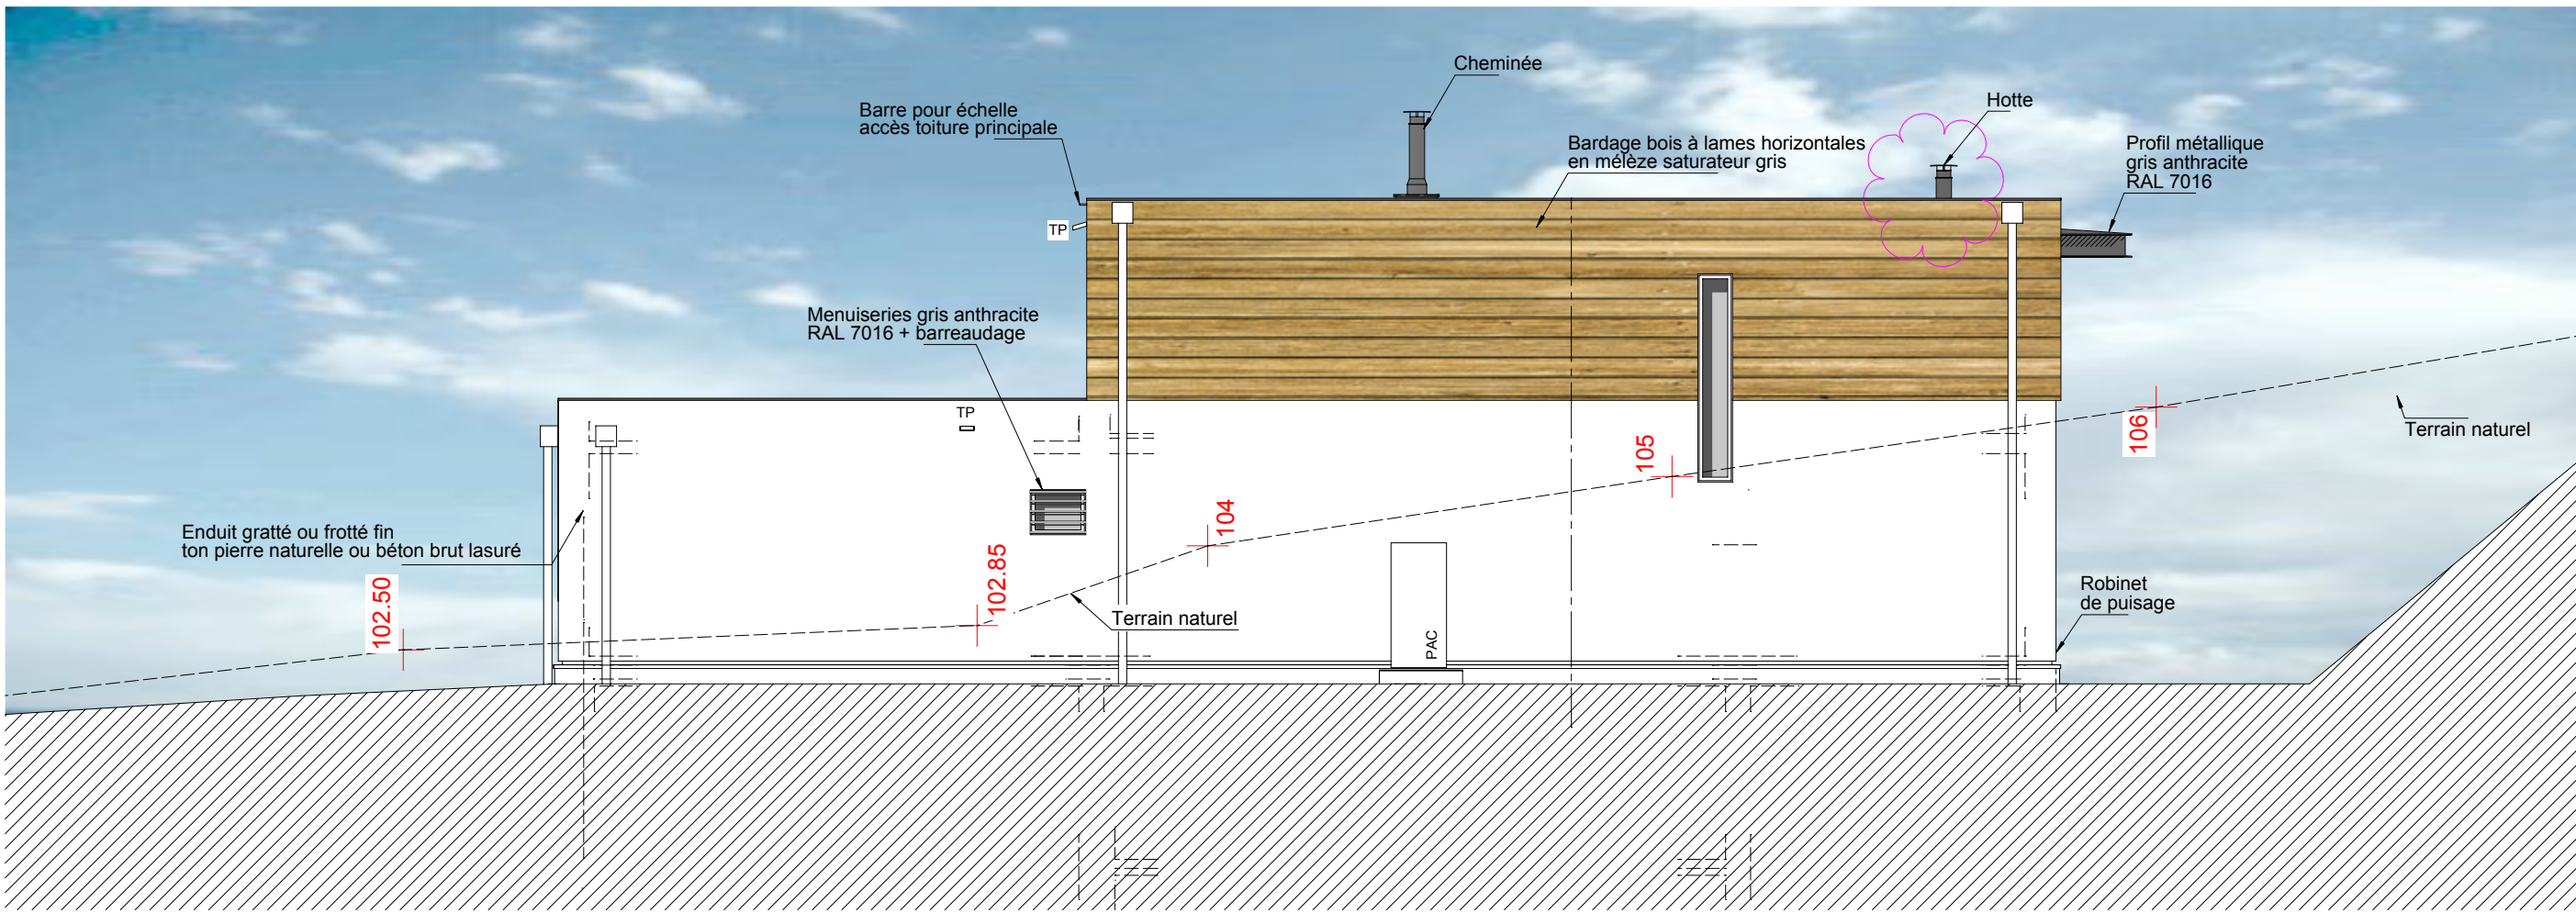 Cheminée
Hotte
Barre pour échelle
accès toiture principale
Bardage bois à lames horizontales
en mélèze saturateur gris
Profil métallique
gris anthracite
RAL 7016
TP
Menuiseries gris anthracite
RAL 7016 + barreaudage
TP
106
Terrain naturel
105
104
Enduit gratté ou frotté fin
ton pierre naturelle ou béton brut lasuré
102.50
102.85
Terrain naturel
PAC
Robinet
de puisage